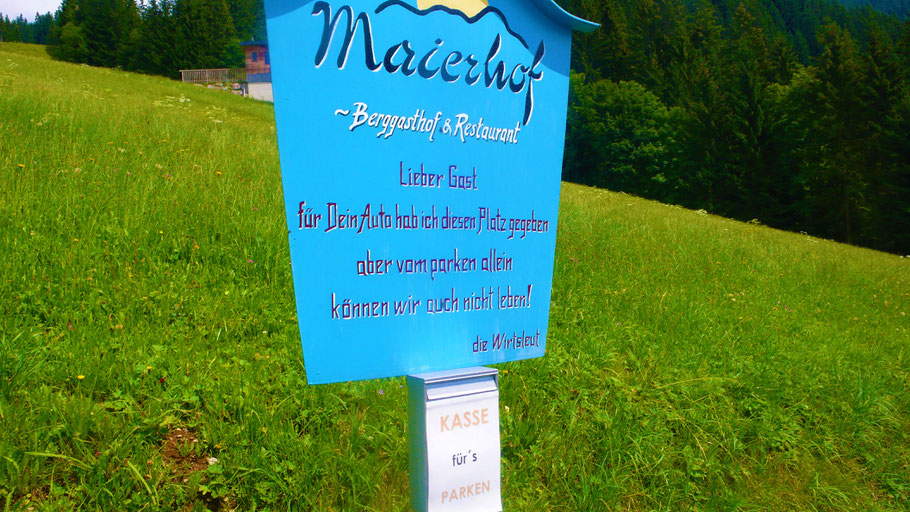 Maierhof
~Berggasthof & Restaurant
Lieber Gast
für Dein Auto hab ich diesen Platz gegeben
aber vom parken allein
können wir auch nicht leben!
die Wirtsleut
KASSE
für´s
PARKEN